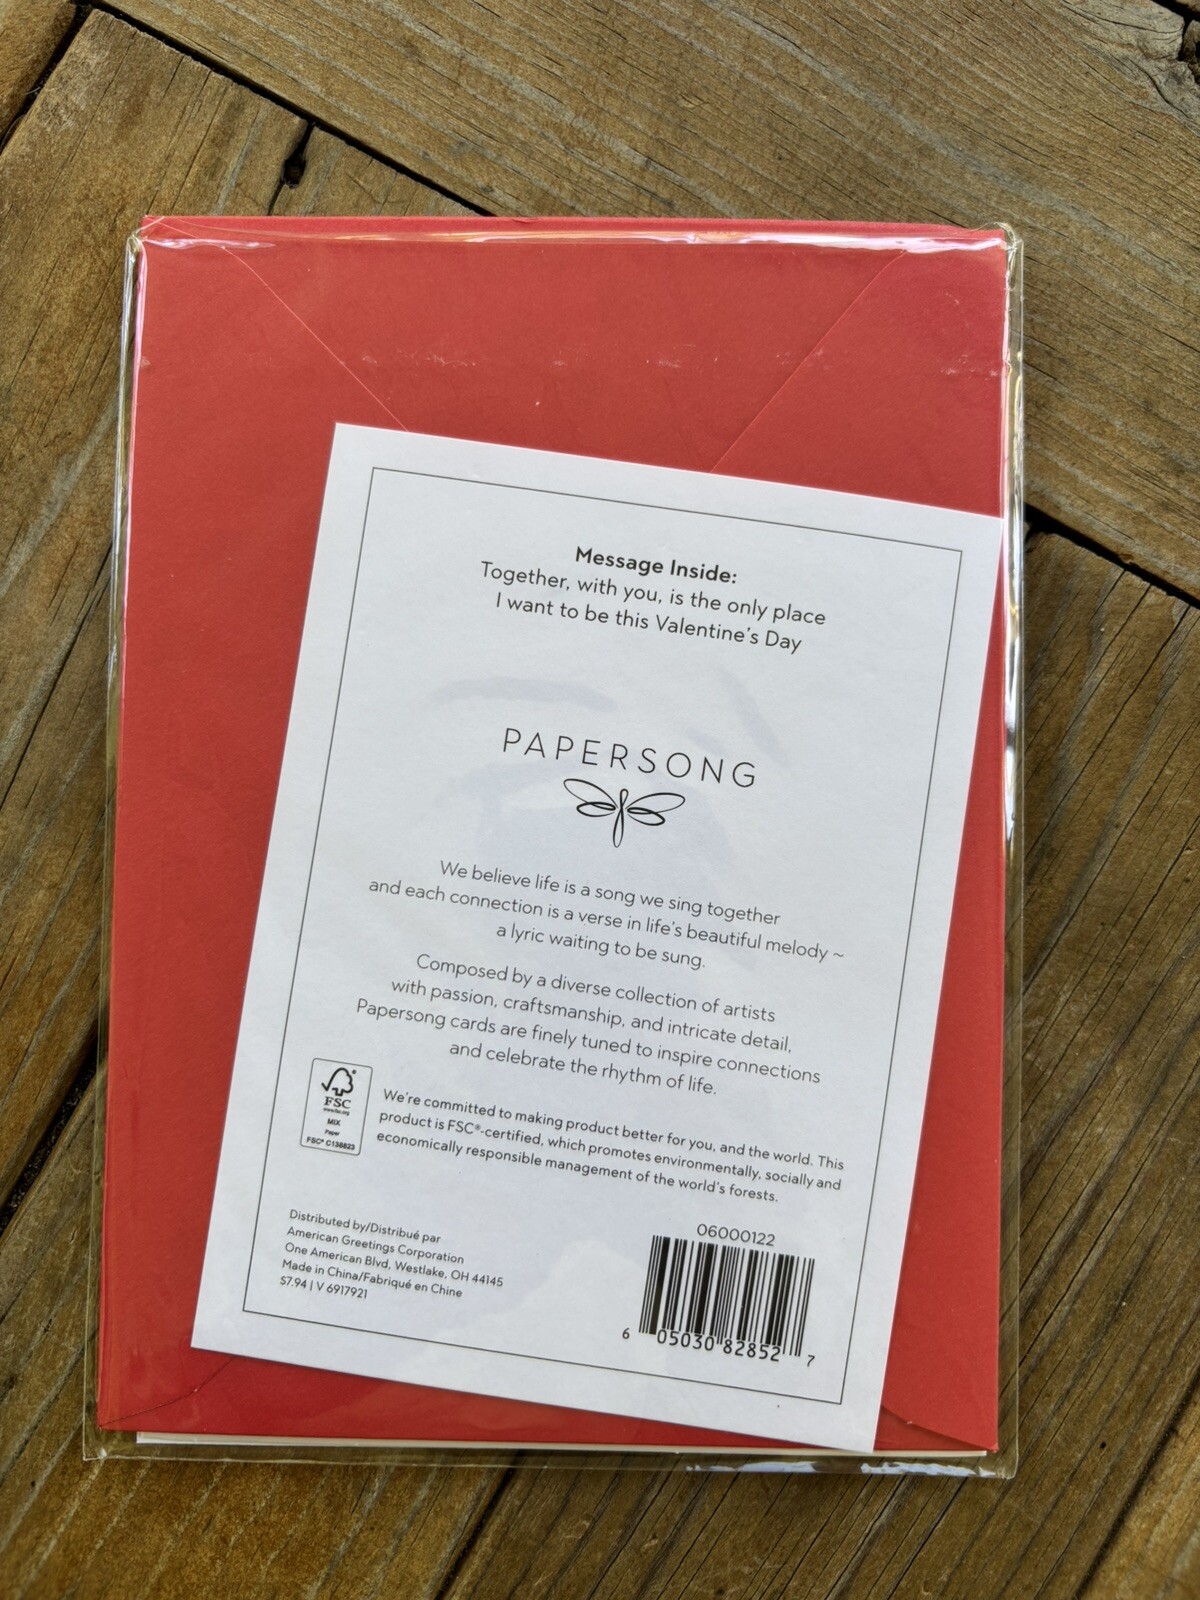 Message Inside:
Together, with you, is the only place
I want to be this Valentine's Day
PAPERSONG
We believe life is a song we sing together
and each connection is a verse in life's beautiful melody ~
a lyric waiting to be sung.
Composed by a diverse collection of artists
with passion, craftsmanship, and intricate detail,
Papersong cards are finely tuned to inspire connections
and celebrate the rhythm of life.
FSC
www.fsc.org
MIX
Paper
FSC® C138823
We're committed to making product better for you, and the world. This
product is FSC®-certified, which promotes environmentally, socially and
economically responsible management of the world's forests.
Distributed by/Distribué par
American Greetings Corporation
One American Blvd, Westlake, OH 44145
Made in China/Fabriqué en Chine
$7.94 | V 6917921
06000122
6 05030 82852 7